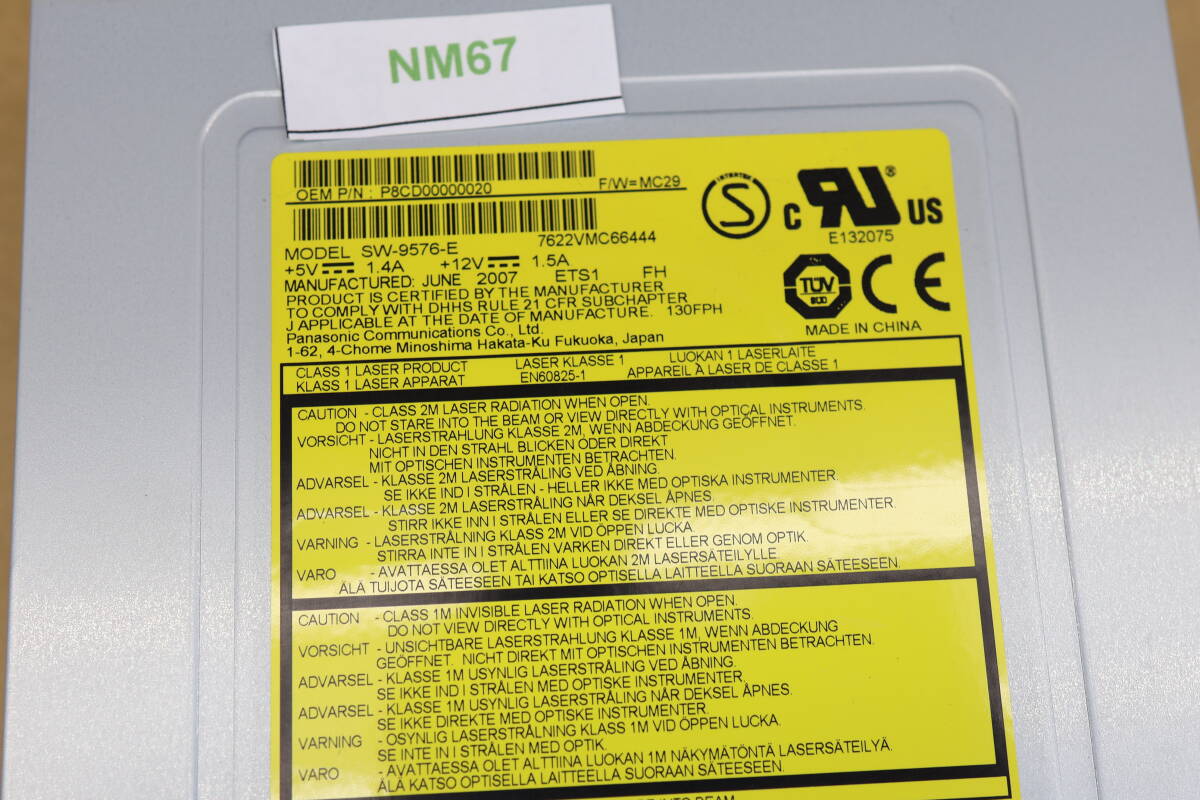 NM67
OEM P/N : P8CD00000020 F/W=MC29
MODEL SW-9576-E 7622VMC66444
+5V 1.4A +12V 1.5A
MANUFACTURED: JUNE 2007 ETS1 FH
PRODUCT IS CERTIFIED BY THE MANUFACTURER
TO COMPLY WITH DHHS RULE 21 CFR SUBCHAPTER
J APPLICABLE AT THE DATE OF MANUFACTURE. 130FPH
Panasonic Communications Co., Ltd.
1-62, 4-Chome Minoshima Hakata-Ku Fukuoka, Japan
S
C RU ® US
E132075
TÜV
CE
MADE IN CHINA
CLASS 1 LASER PRODUCT LASER KLASSE 1 LUOKAN 1 LASERLAITE
KLASS 1 LASER APPARAT EN60825-1 APPAREIL À LASER DE CLASSE 1
CAUTION - CLASS 2M LASER RADIATION WHEN OPEN.
DO NOT STARE INTO THE BEAM OR VIEW DIRECTLY WITH OPTICAL INSTRUMENTS.
VORSICHT - LASERSTRAHLUNG KLASSE 2M, WENN ABDECKUNG GEÖFFNET.
NICHT IN DEN STRAHL BLICKEN ODER DIREKT
MIT OPTISCHEN INSTRUMENTEN BETRACHTEN.
ADVARSEL - KLASSE 2M LASERSTRÅLING VED ÅBNING.
SE IKKE IND I STRÅLEN - HELLER IKKE MED OPTISKA INSTRUMENTER.
ADVARSEL - KLASSE 2M LASERSTRÅLING NÅR DEKSEL ÅPNES.
STIRR IKKE INN I STRÅLEN ELLER SE DIREKTE MED OPTISKE INSTRUMENTER.
VARNING - LASERSTRÅLNING KLASS 2M VID ÖPPEN LUCKA.
STIRRA INTE IN I STRÅLEN VARKEN DIREKT ELLER GENOM OPTIK.
VARO - AVATTAESSA OLET ALTTIINA LUOKAN 2M LASERSÄTEILYLLE.
ÄLÄ TUIJOTA SÄTEESEEN TAI KATSO OPTISELLA LAITTEELLA SUORAAN SÄTEESEEN.
CAUTION - CLASS 1M INVISIBLE LASER RADIATION WHEN OPEN.
DO NOT VIEW DIRECTLY WITH OPTICAL INSTRUMENTS.
VORSICHT - UNSICHTBARE LASERSTRAHLUNG KLASSE 1M, WENN ABDECKUNG
GEÖFFNET. NICHT DIREKT MIT OPTISCHEN INSTRUMENTEN BETRACHTEN.
ADVARSEL - KLASSE 1M USYNLIG LASERSTRÅLING VED ÅBNING.
SE IKKE IND I STRÅLEN MED OPTISKE INSTRUMENTER.
ADVARSEL - KLASSE 1M USYNLIG LASERSTRÅLING NÅR DEKSEL ÅPNES.
SE IKKE DIREKTE MED OPTISKE INSTRUMENTER.
VARNING - OSYNLIG LASERSTRÅLNING KLASS 1M VID ÖPPEN LUCKA.
SE INTE IN I STRÅLEN MED OPTIK.
VARO - AVATTAESSA OLET ALTTIINA LUOKAN 1M NÄKYMÄTÖNTÄ LASERSÄTEILYÄ.
ÄLÄ KATSO OPTISELLA LAITTEELLA SUORAAN SÄTEESEEN.